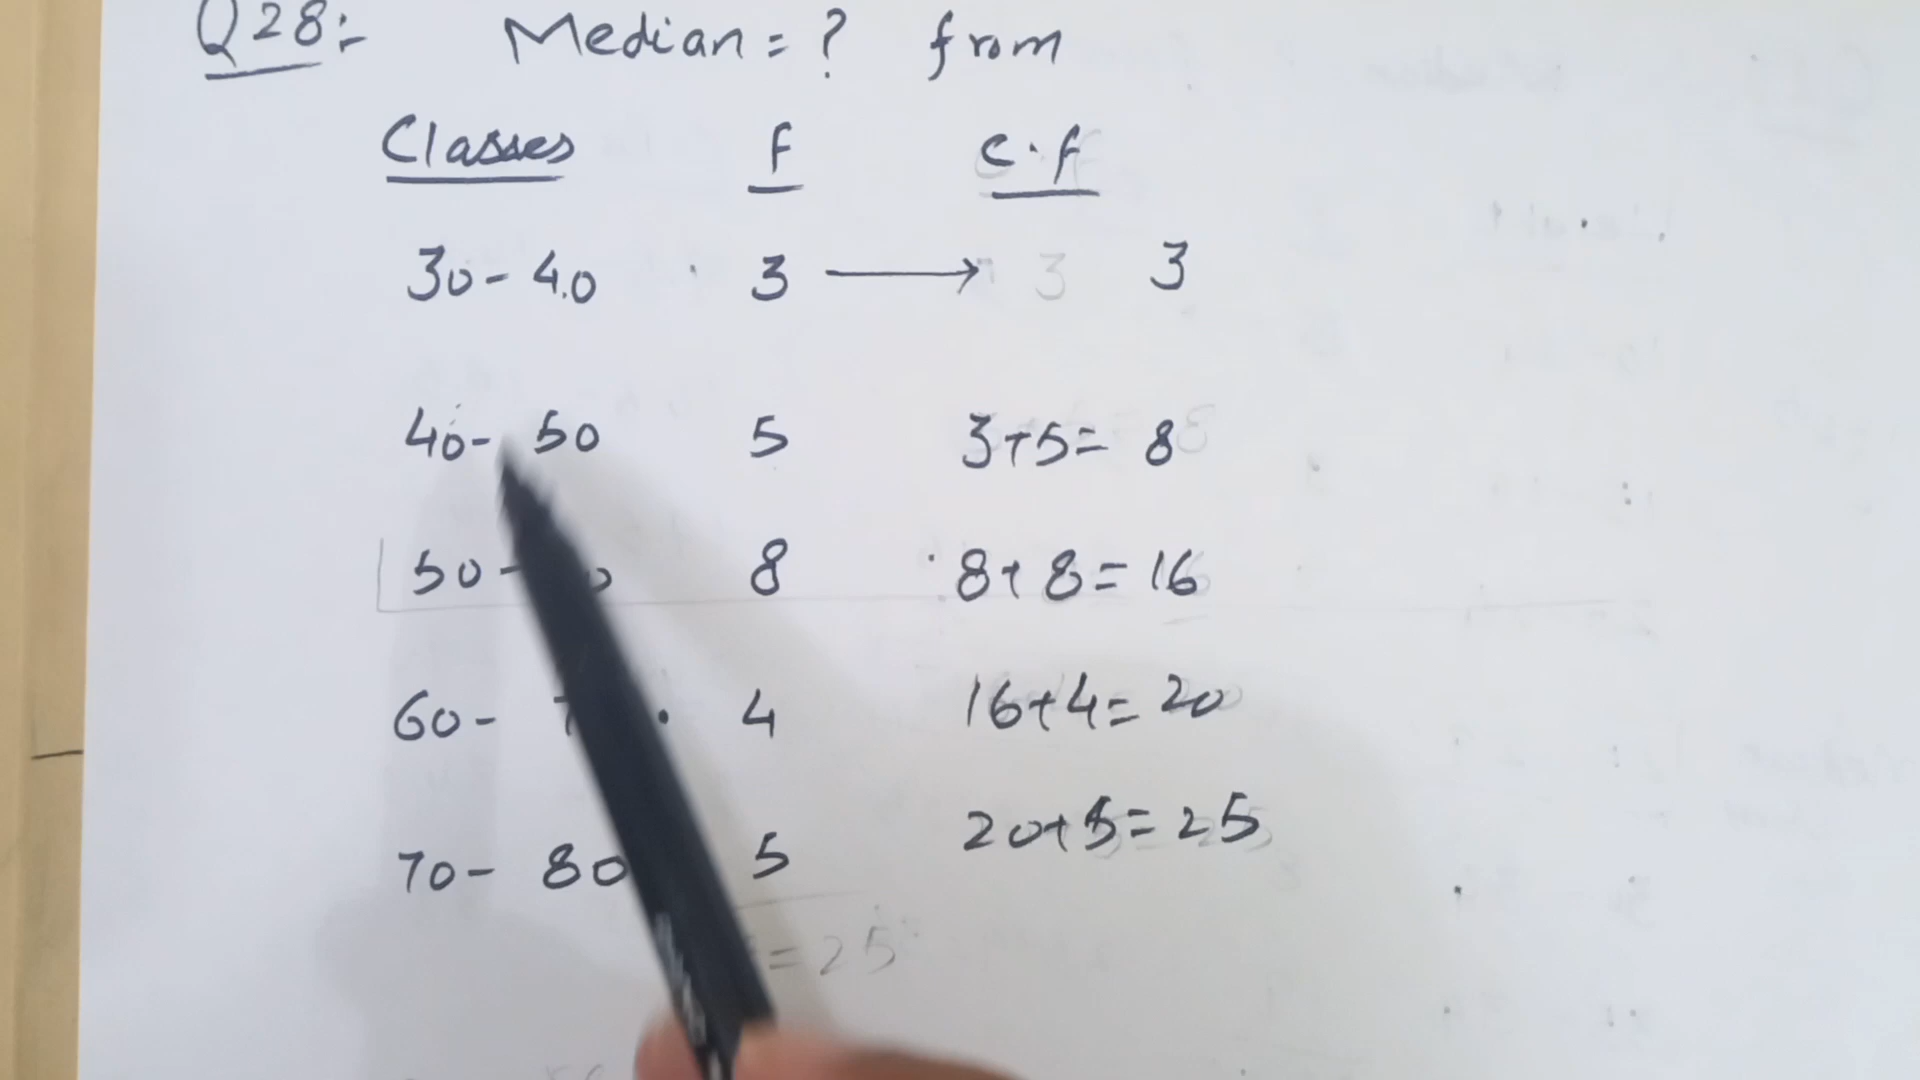 Q28:-  Median = ? from
Classes  f  c.f
30-40  3 → 3  3
40-50  5  3+5= 8
50-  8  8+8=16
60-  4  16+4=20
70-80  5  20+5=25
=25